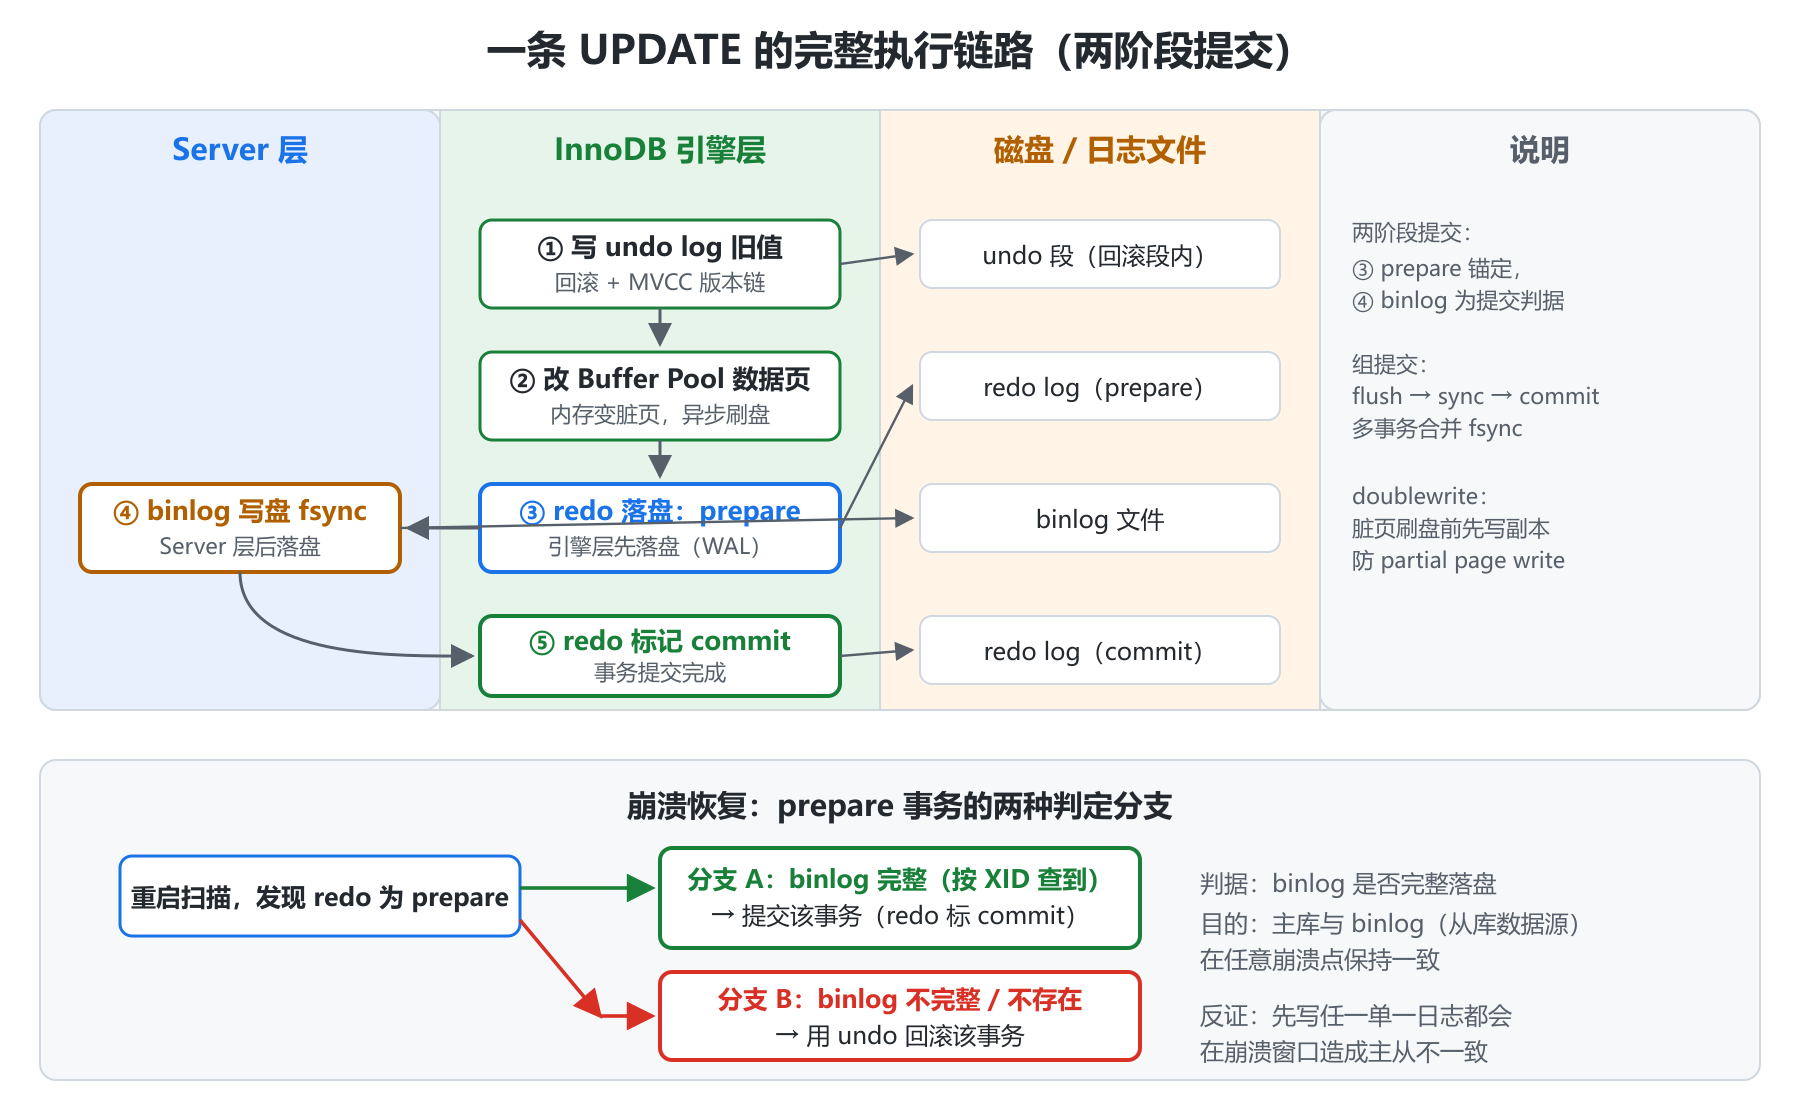 一条 UPDATE 的完整执行链路（两阶段提交）
Server 层
InnoDB 引擎层
磁盘 / 日志文件
说明
① 写 undo log 旧值
回滚 + MVCC 版本链
undo 段（回滚段内）
② 改 Buffer Pool 数据页
内存变脏页，异步刷盘
redo log（prepare）
④ binlog 写盘 fsync
Server 层后落盘
③ redo 落盘：prepare
引擎层先落盘（WAL）
binlog 文件
⑤ redo 标记 commit
事务提交完成
redo log（commit）
两阶段提交：
③ prepare 锚定，
④ binlog 为提交判据
组提交：
flush → sync → commit
多事务合并 fsync
doublewrite：
脏页刷盘前先写副本
防 partial page write
崩溃恢复：prepare 事务的两种判定分支
重启扫描，发现 redo 为 prepare
分支 A：binlog 完整（按 XID 查到）
→ 提交该事务（redo 标 commit）
分支 B：binlog 不完整 / 不存在
→ 用 undo 回滚该事务
判据：binlog 是否完整落盘
目的：主库与 binlog（从库数据源）
在任意崩溃点保持一致
反证：先写任一单一日志都会
在崩溃窗口造成主从不一致